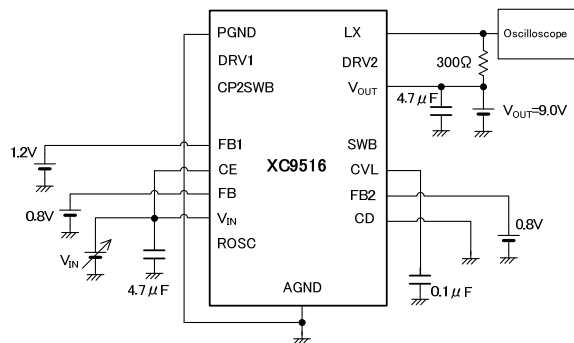 PGND
LX
Oscilloscope
DRV1
DRV2
300Ω
CP2SWB
VOUT
4.7μF
VOUT=9.0V
1.2V
FB1
SWB
CE
XC9516
CVL
FB
FB2
0.8V
VIN
CD
0.8V
ROSC
VIN
4.7μF
AGND
0.1μF